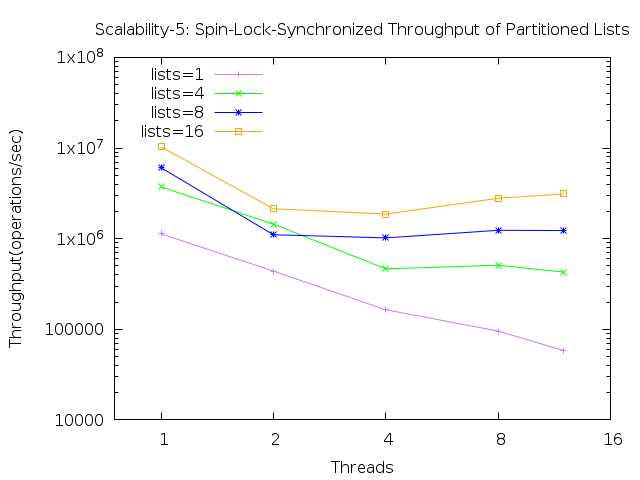 Scalability-5: Spin-Lock-Synchronized Throughput of Partitioned Lists
Throughput(operations/sec)
1x10^8
1x10^7
1x10^6
100000
10000
lists=1
lists=4
lists=8
lists=16
1 2 4 8 16
Threads